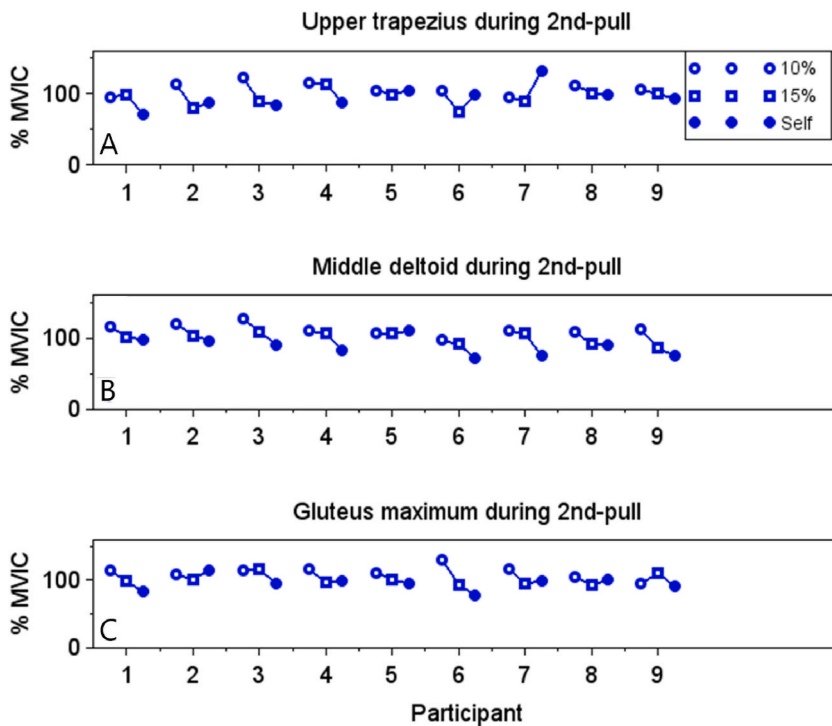 Upper trapezius during 2nd-pull
% MVIC
100
0
A
10%
15%
Self
1 2 3 4 5 6 7 8 9
Middle deltoid during 2nd-pull
% MVIC
100
0
B
1 2 3 4 5 6 7 8 9
Gluteus maximum during 2nd-pull
% MVIC
100
0
C
1 2 3 4 5 6 7 8 9
Participant